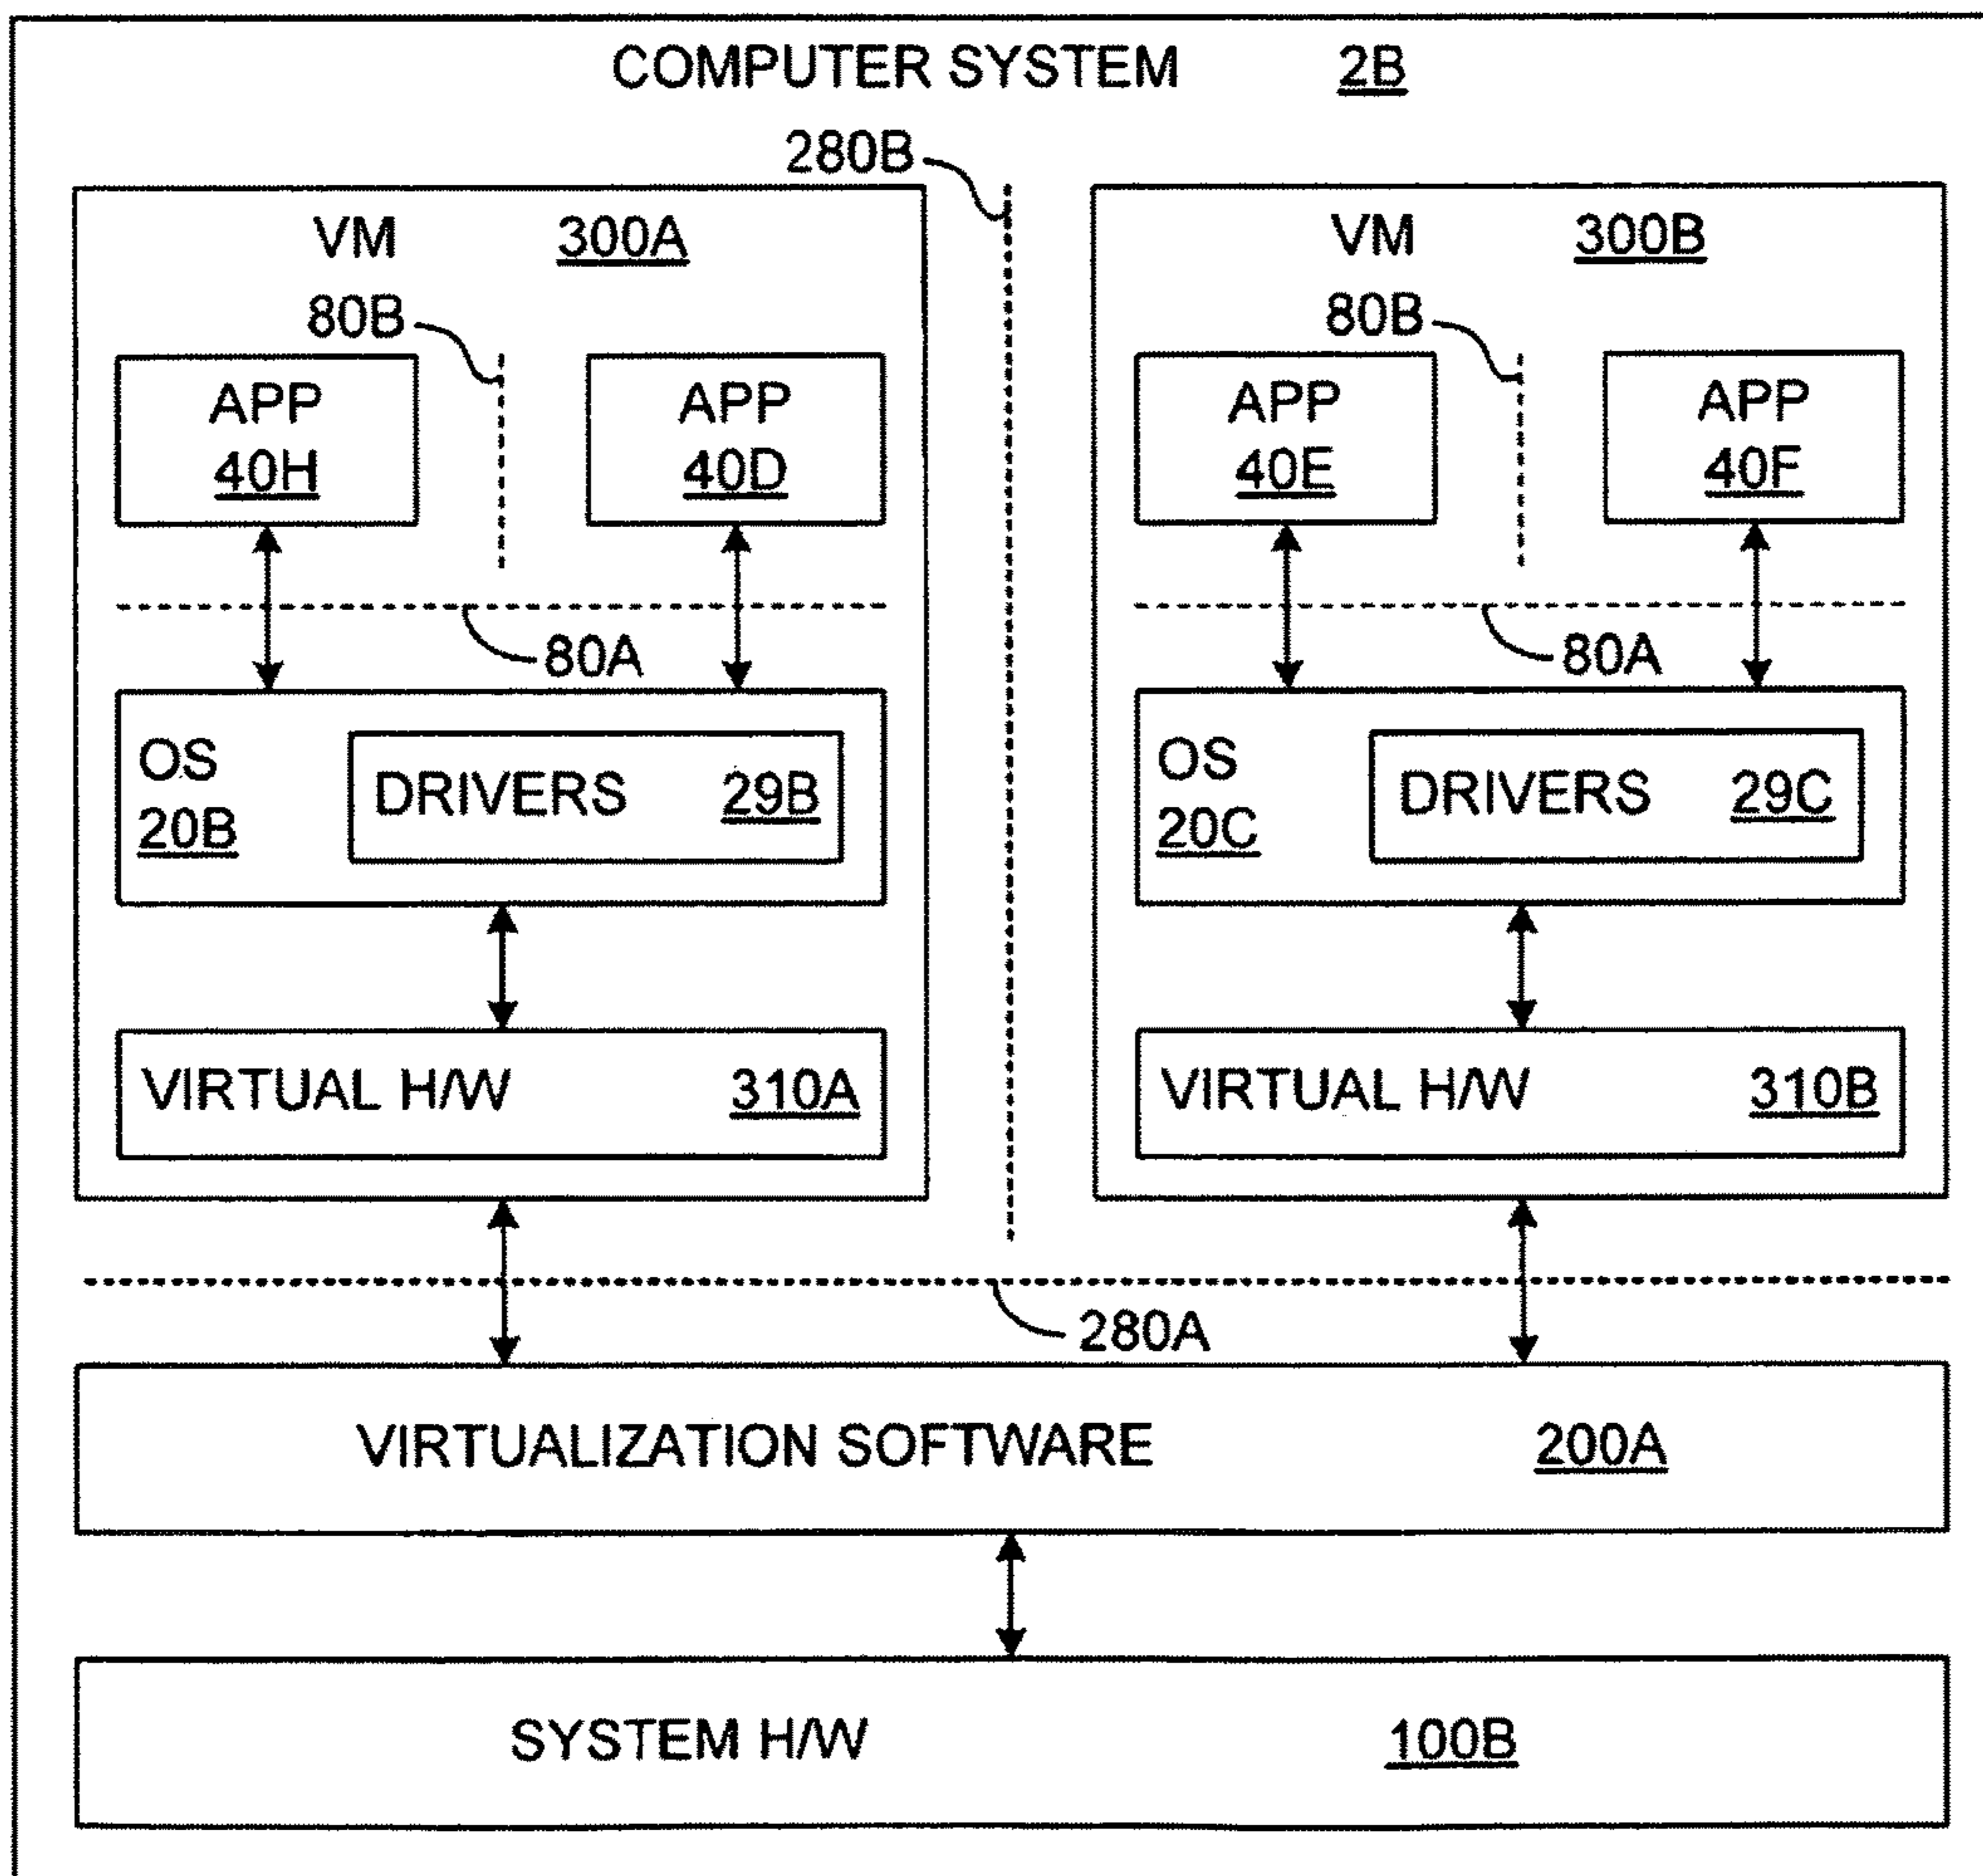 COMPUTER SYSTEM 2B
280B
VM 300A
80B
APP
40H
APP
40D
80A
OS
20B
DRIVERS 29B
VIRTUAL H/W 310A
VM 300B
80B
APP
40E
APP
40F
80A
OS
20C
DRIVERS 29C
VIRTUAL H/W 310B
280A
VIRTUALIZATION SOFTWARE 200A
SYSTEM H/W 100B